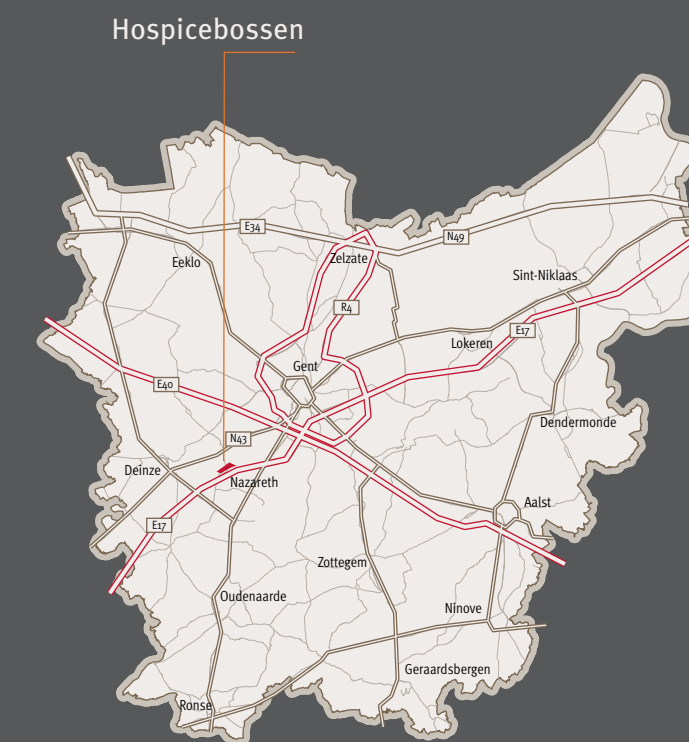 Hospicebossen
E34
N49
Zelzate
Eeklo
Sint-Niklaas
R4
E17
Lokeren
Gent
E40
Dendermonde
N43
Deinze
Nazareth
Aalst
E17
Zottegem
Oudenaarde
Ninove
Geraardsbergen
Ronse